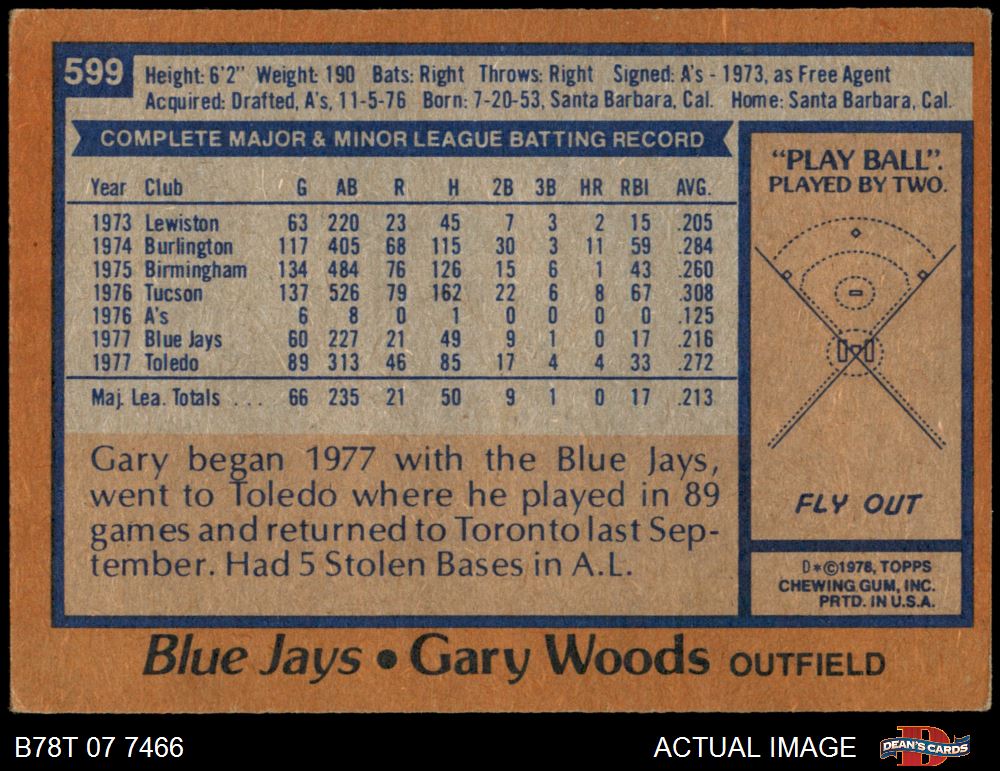 599
Height: 6'2" Weight: 190 Bats: Right Throws: Right Signed: A's - 1973, as Free Agent
Acquired: Drafted, A's, 11-5-76 Born: 7-20-53, Santa Barbara, Cal. Home: Santa Barbara, Cal.
COMPLETE MAJOR & MINOR LEAGUE BATTING RECORD
Year Club G AB R H 2B 3B HR RBI AVG.
1973 Lewiston 63 220 23 45 7 3 2 15 .205
1974 Burlington 117 405 68 115 30 3 11 59 .284
1975 Birmingham 134 484 76 126 15 6 1 43 .260
1976 Tucson 137 526 79 162 22 6 8 67 .308
1976 A's 6 8 0 1 0 0 0 0 .125
1977 Blue Jays 60 227 21 49 9 1 0 17 .216
1977 Toledo 89 313 46 85 17 4 4 33 .272
Maj. Lea. Totals . . . 66 235 21 50 9 1 0 17 .213
Gary began 1977 with the Blue Jays,
went to Toledo where he played in 89
games and returned to Toronto last Sep-
tember. Had 5 Stolen Bases in A.L.
"PLAY BALL".
PLAYED BY TWO.
FLY OUT
D*©1978, TOPPS
CHEWING GUM, INC.
PRTD. IN U.S.A.
Blue Jays • Gary Woods OUTFIELD
B78T 07 7466
ACTUAL IMAGE
DEAN'S CARDS